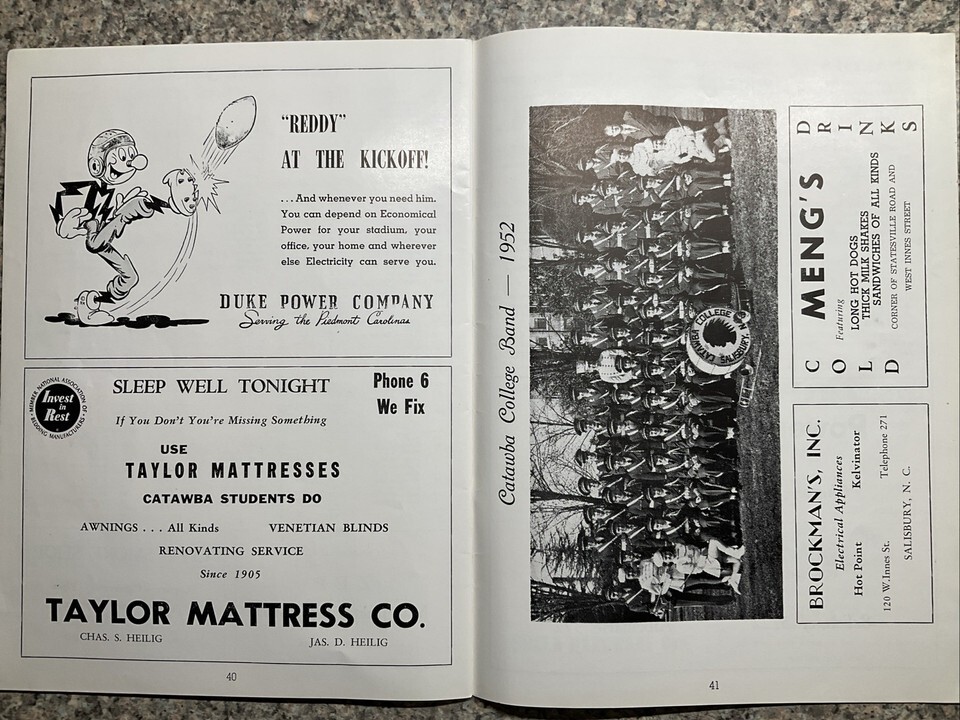 "REDDY"
AT THE KICKOFF!
. . . And whenever you need him.
You can depend on Economical
Power for your stadium, your
office, your home and wherever
else Electricity can serve you.
DUKE POWER COMPANY
Serving the Piedmont Carolinas
MEMBER NATIONAL ASSOCIATION OF
BEDDING MANUFACTURERS
Invest
in
Rest
SLEEP WELL TONIGHT
Phone 6
We Fix
If You Don't You're Missing Something
USE
TAYLOR MATTRESSES
CATAWBA STUDENTS DO
AWNINGS . . . All Kinds VENETIAN BLINDS
RENOVATING SERVICE
Since 1905
TAYLOR MATTRESS CO.
CHAS. S. HEILIG JAS. D. HEILIG
40
Catawba College Band — 1952
CATAWBA COLLEGE
SALISBURY, N
BROCKMAN'S, INC.
Electrical Appliances
Hot Point Kelvinator
120 W. Innes St. Telephone 271
SALISBURY, N. C.
COLD
MENG'S
Featuring
LONG HOT DOGS
THICK MILK SHAKES
SANDWICHES OF ALL KINDS
CORNER OF STATESVILLE ROAD AND
WEST INNES STREET
DRINKS
41